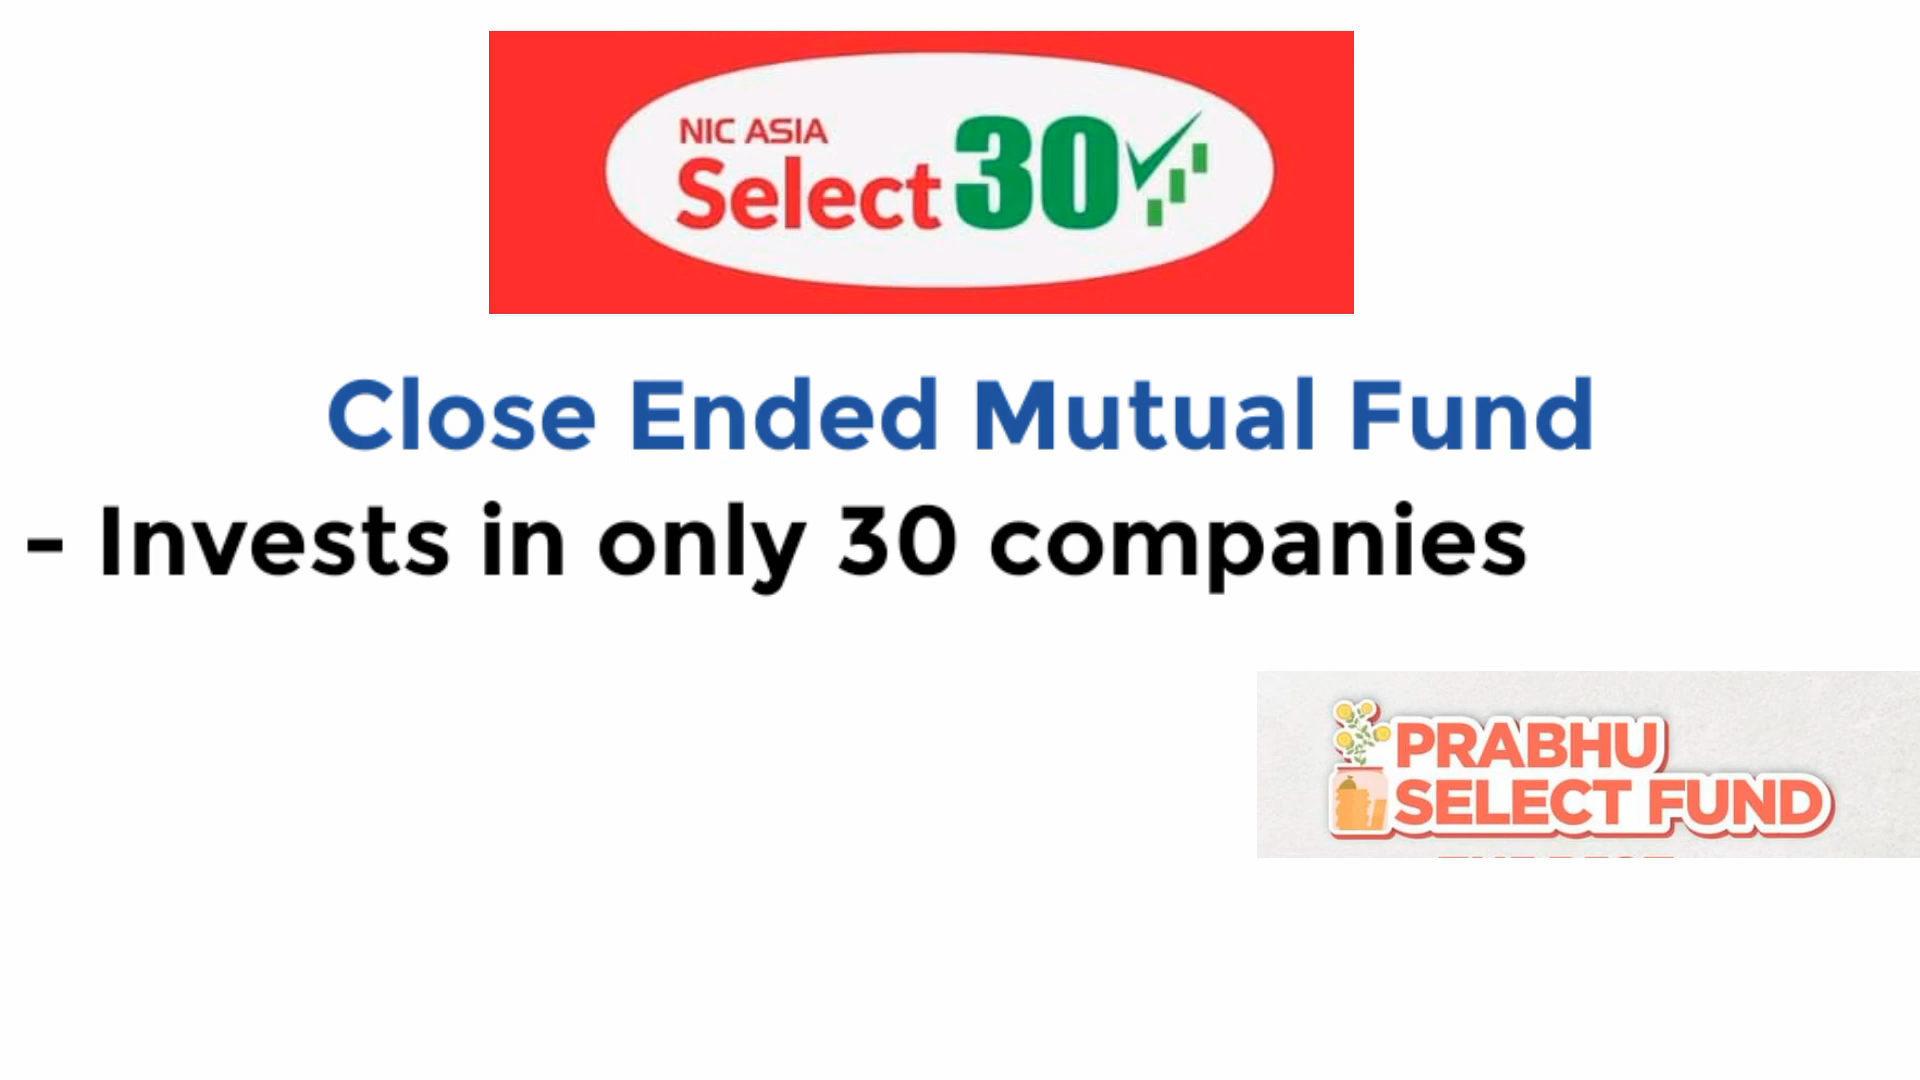 NIC ASIA
Select 30
Close Ended Mutual Fund
- Invests in only 30 companies
PRABHU
SELECT FUND